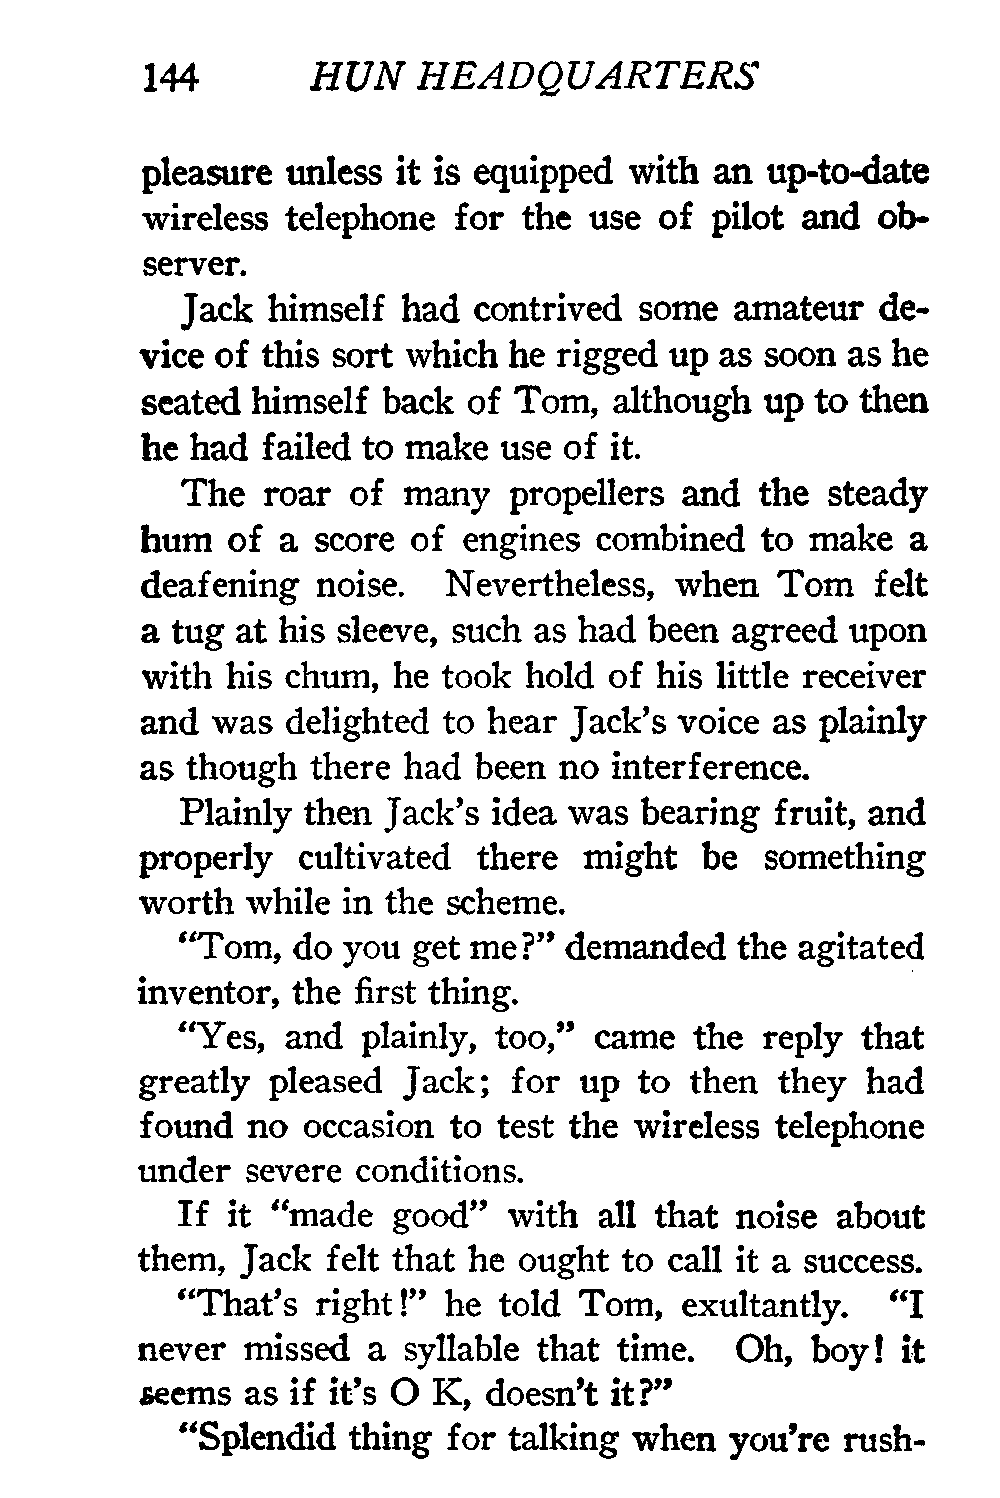 144 HUN HEADQUARTERS
pleasure unless it is equipped with an up-to-date
wireless telephone for the use of pilot and ob-
server.
Jack himself had contrived some amateur de-
vice of this sort which he rigged up as soon as he
seated himself back of Tom, although up to then
he had failed to make use of it.
The roar of many propellers and the steady
hum of a score of engines combined to make a
deafening noise. Nevertheless, when Tom felt
a tug at his sleeve, such as had been agreed upon
with his chum, he took hold of his little receiver
and was delighted to hear Jack's voice as plainly
as though there had been no interference.
Plainly then Jack's idea was bearing fruit, and
properly cultivated there might be something
worth while in the scheme.
"Tom, do you get me?" demanded the agitated
inventor, the first thing.
"Yes, and plainly, too," came the reply that
greatly pleased Jack; for up to then they had
found no occasion to test the wireless telephone
under severe conditions.
If it "made good" with all that noise about
them, Jack felt that he ought to call it a success.
"That's right!" he told Tom, exultantly. "I
never missed a syllable that time. Oh, boy! it
seems as if it's O K, doesn't it?"
"Splendid thing for talking when you're rush-